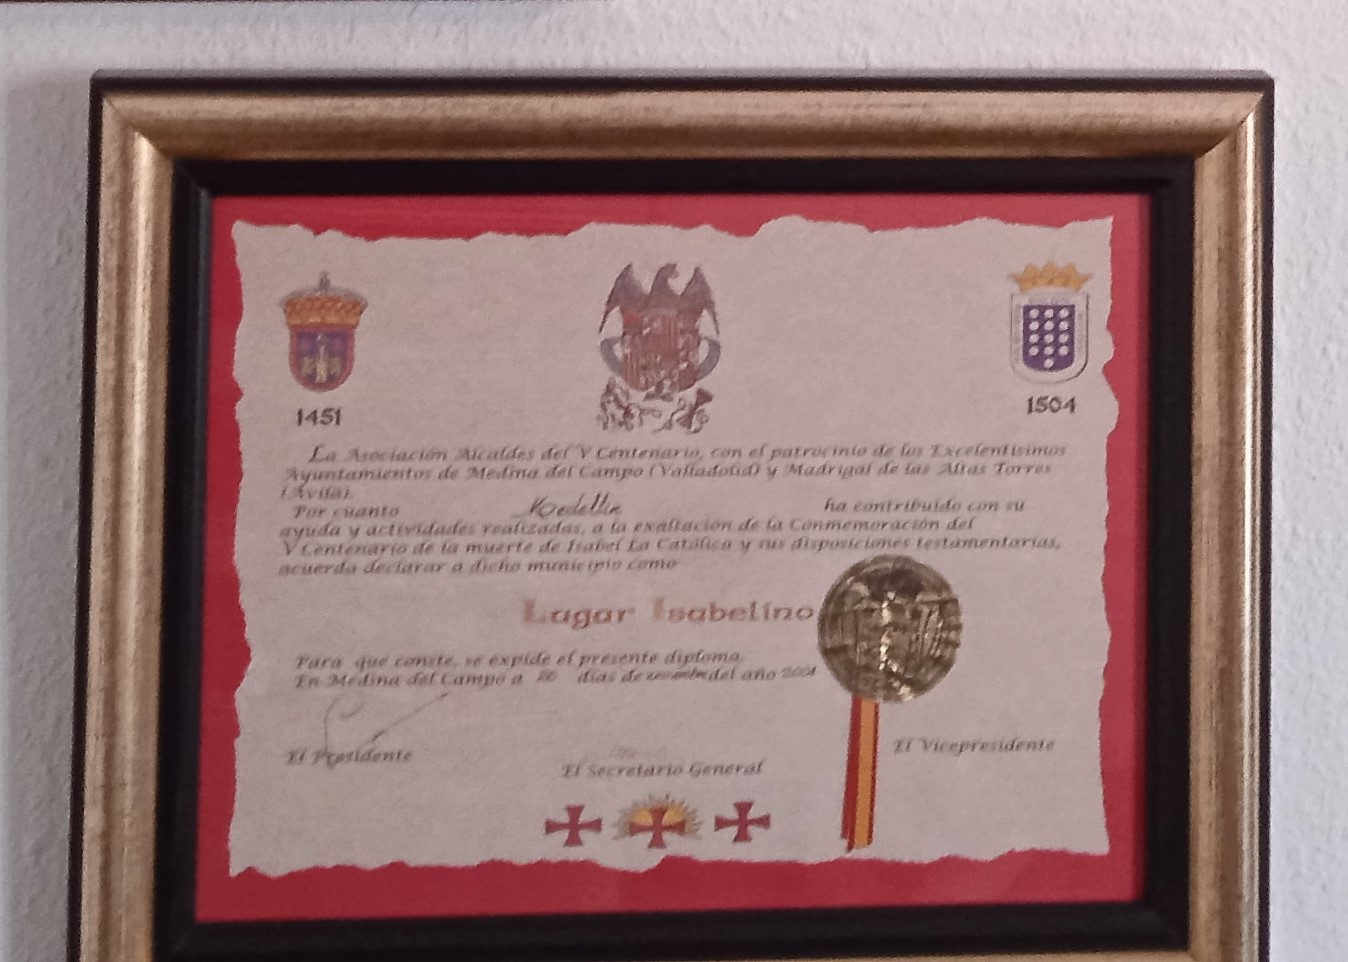 1451
1504
La Asociación Alcaldes del V Centenario, con el patrocinio de los Excelentísimos
Ayuntamientos de Medina del Campo (Valladolid) y Madrigal de las Altas Torres
(Ávila).
Por cuanto Medellín ha contribuido con su
ayuda y actividades realizadas, a la exaltación de la Conmemoración del
V Centenario de la muerte de Isabel La Católica y sus disposiciones testamentarias,
acuerda declarar a dicho municipio como
Lugar Isabelino
Para que conste, se expide el presente diploma.
En Medina del Campo a 20 días de noviembre del año 2004
El Presidente
El Vicepresidente
El Secretario General